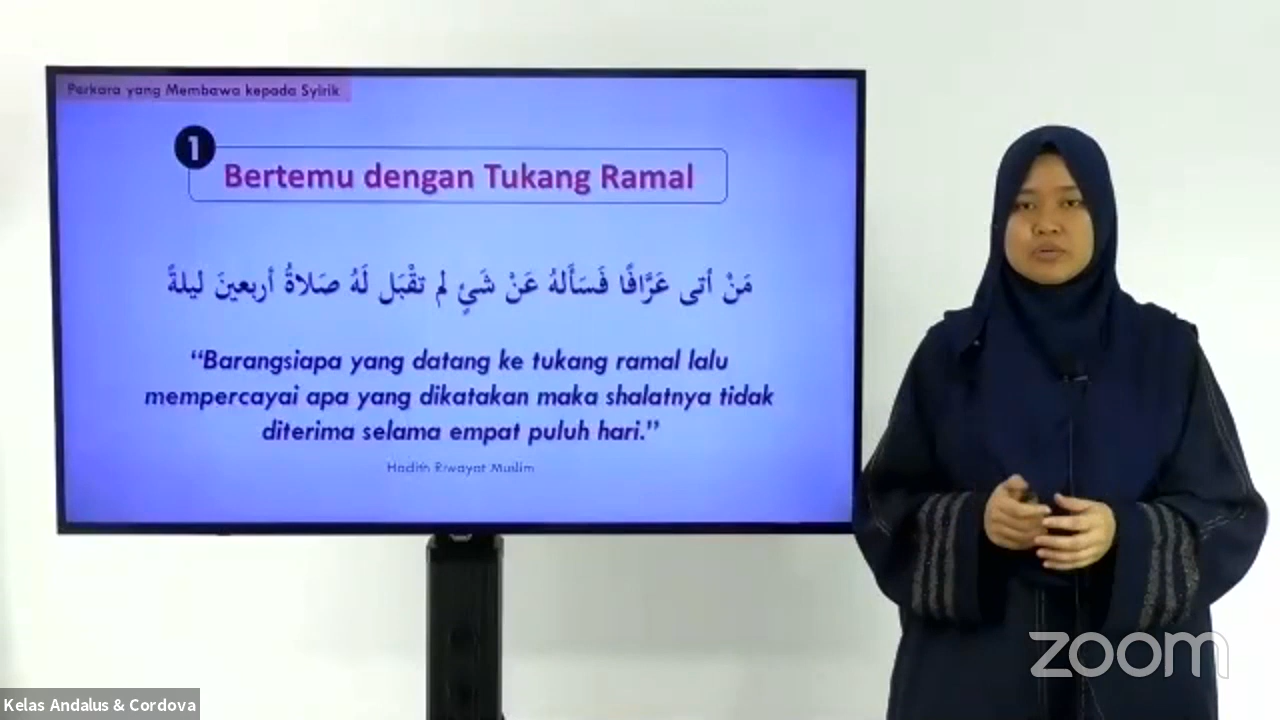 Perkara yang Membawa kepada Syirik
1
Bertemu dengan Tukang Ramal
مَنْ أتى عَرَّافًا فَسَأَلهُ عَنْ شَيٍْ لم تقْبَل لَهُ صَلاةُ أربعينَ ليلةً
“Barangsiapa yang datang ke tukang ramal lalu
mempercayai apa yang dikatakan maka shalatnya tidak
diterima selama empat puluh hari.”
Hadith Riwayat Muslim
zoom
Kelas Andalus & Cordova